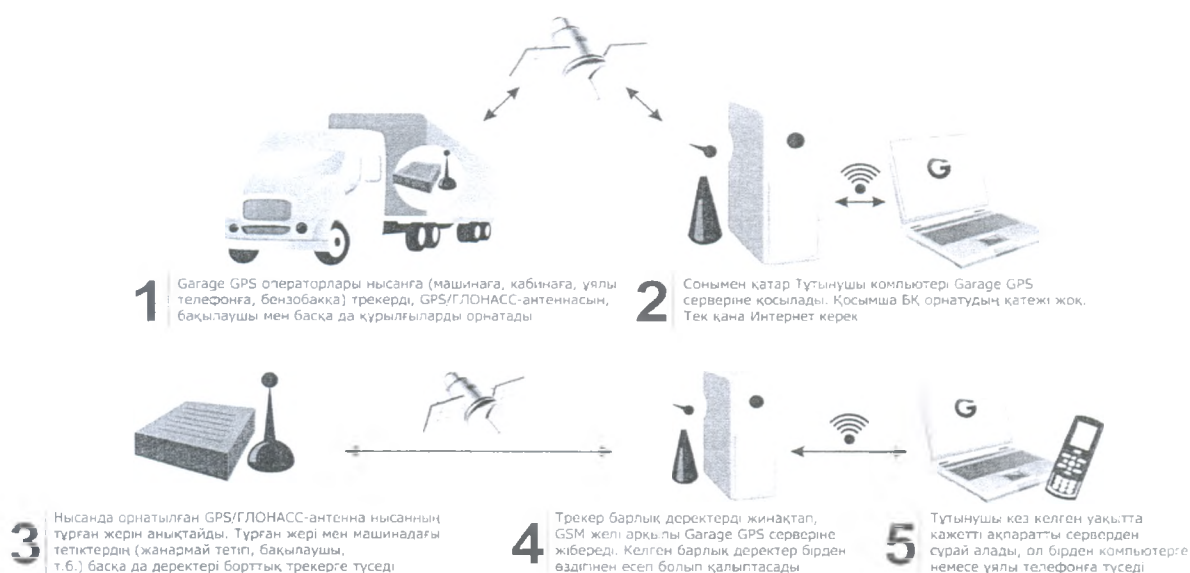 1
Garage GPS операторлары нысанға (машинаға, кабинаға, ұялы
телефонға, бензобакқа) трекерді, GPS/ГЛОНАСС-антеннасын,
бақылаушы мен басқа да құрылғыларды орнатады
2
Сонымен қатар Тұтынушы компьютері Garage GPS
серверіне қосылады. Қосымша БҚ орнатудың қатежі жоқ.
Тек қана Интернет керек
G
3
Нысанда орнатылған GPS/ГЛОНАСС-антенна нысанның
тұрған жерін анықтайды. Тұрған жері мен машинадағы
тетіктердің (жанармай тетігі, бақылаушы,
т.б.) басқа да деректері борттық трекерге түседі
4
Трекер барлық деректерді жинақтап,
GSM желі арқылы Garage GPS серверіне
жібереді. Келген барлық деректер бірден
өздігінен есеп болып қалыптасады
G
5
Тұтынушы кез келген уақытта
қажетті ақпаратты серверден
сұрай алады, ол бірден компьютерге
немесе ұялы телефонға түседі